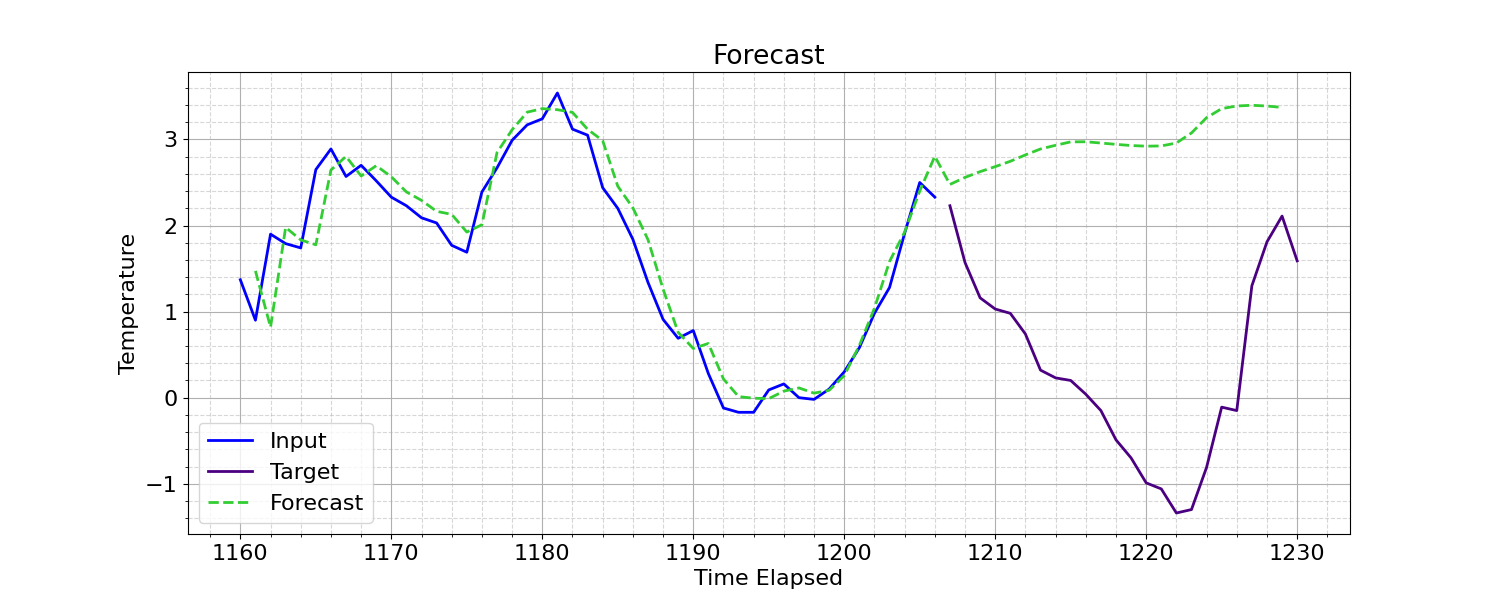 Forecast
Temperature
3
2
1
0
−1
Input
Target
Forecast
1160 1170 1180 1190 1200 1210 1220 1230
Time Elapsed